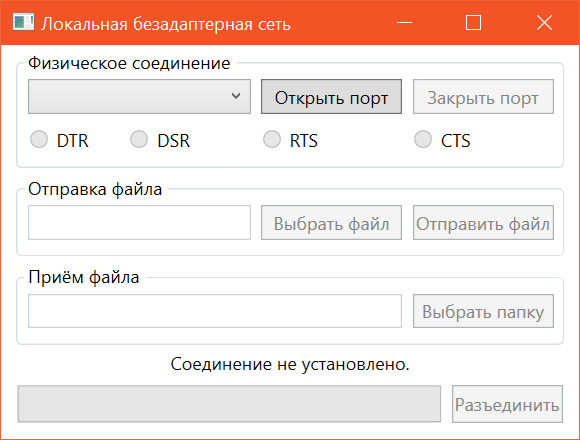 Локальная безадаптерная сеть
Физическое соединение
Открыть порт Закрыть порт
DTR DSR RTS CTS
Отправка файла
Выбрать файл Отправить файл
Приём файла
Выбрать папку
Соединение не установлено.
Разъединить